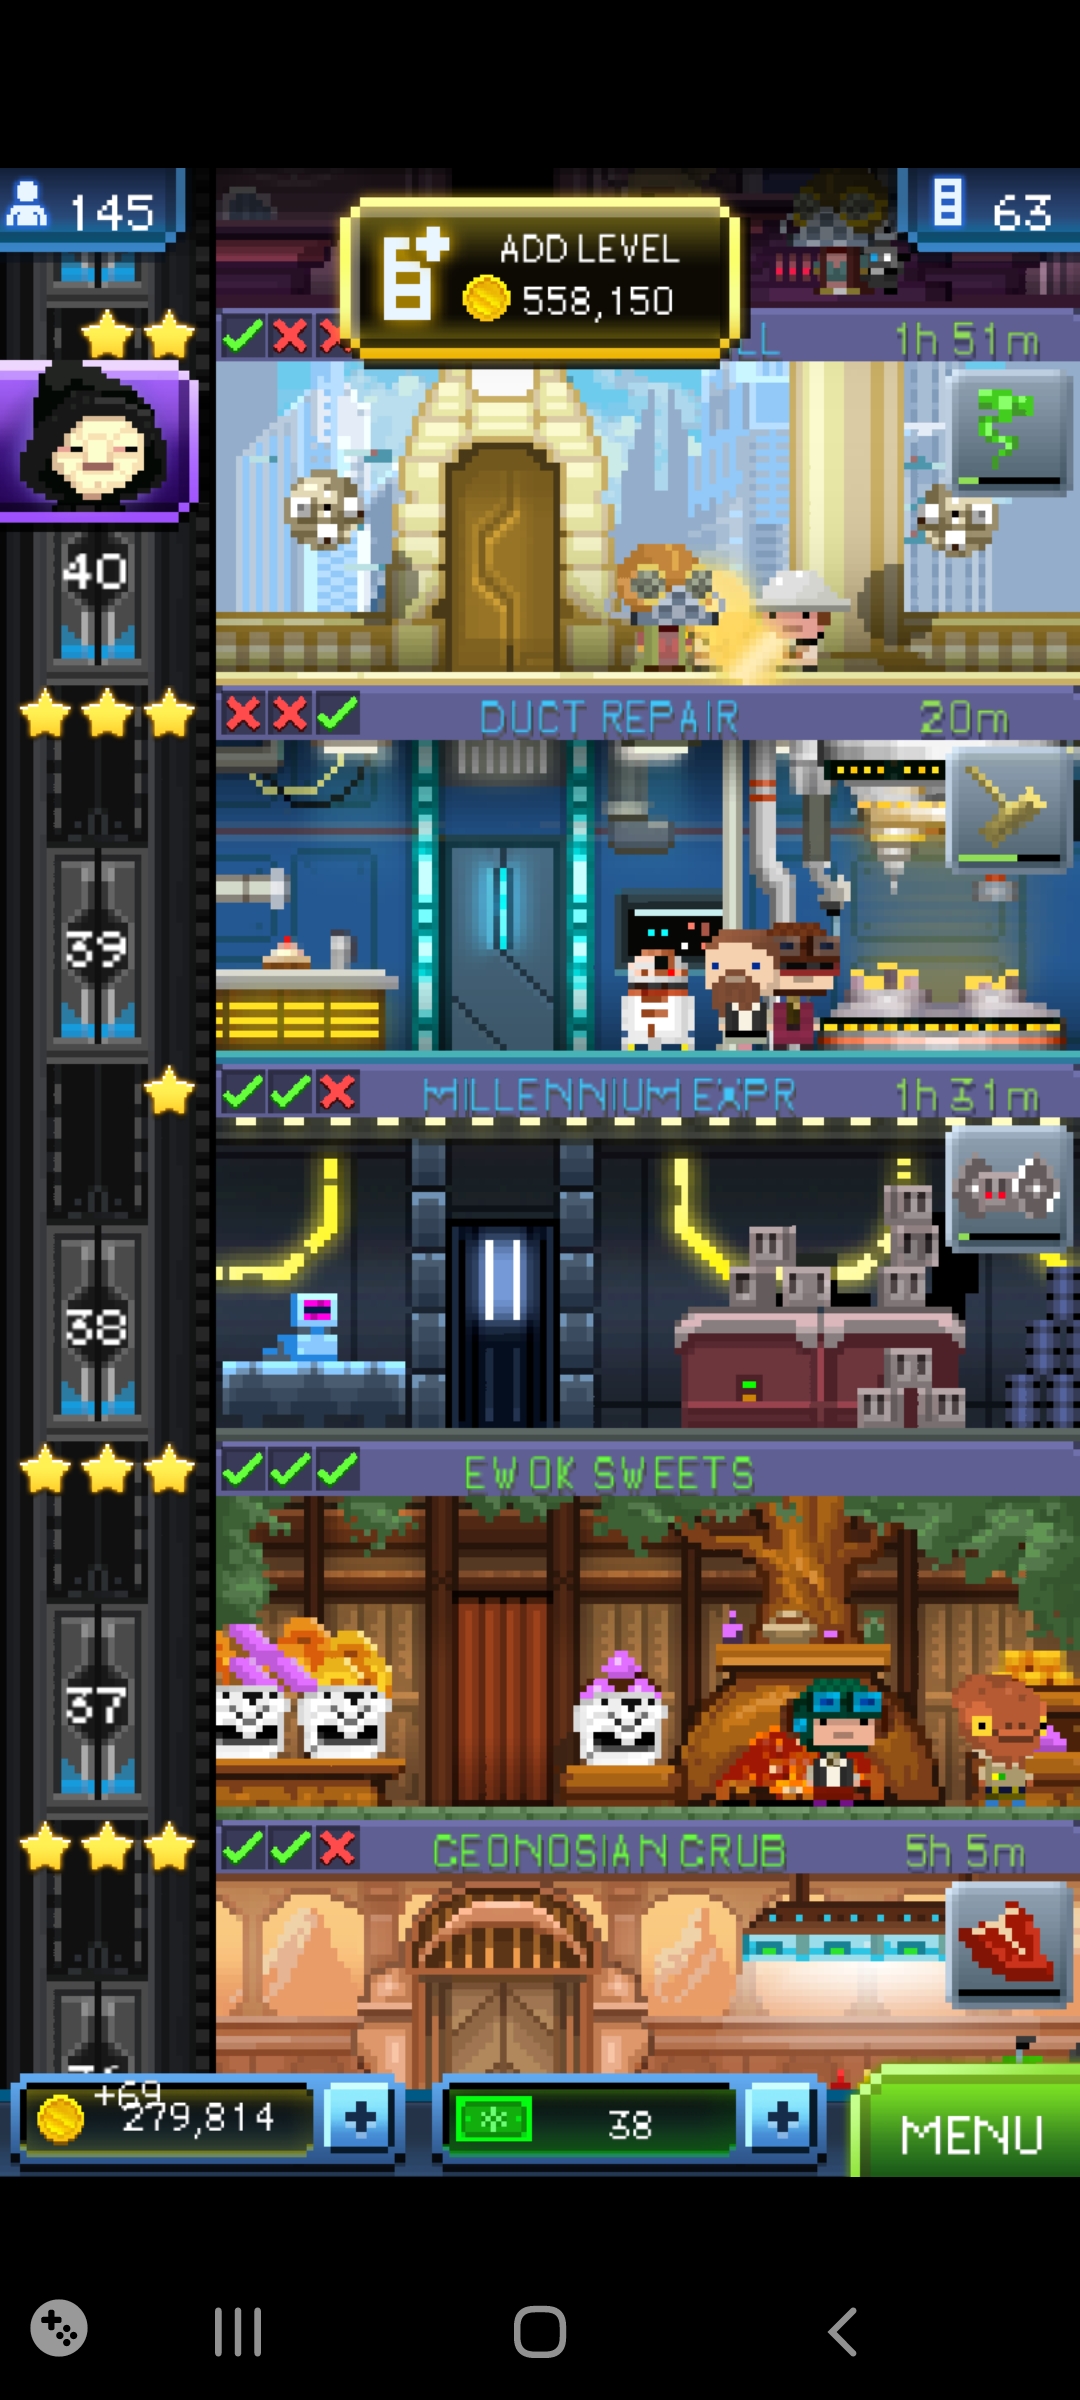 145
63
ADD LEVEL
558,150
LL
1h 51m
40
DUCT REPAIR
20m
39
MILLENNIUM EXPR
1h 31m
38
EWOK SWEETS
37
GEONOSIAN GRUB
5h 5m
36
+69
279,814
38
MENU